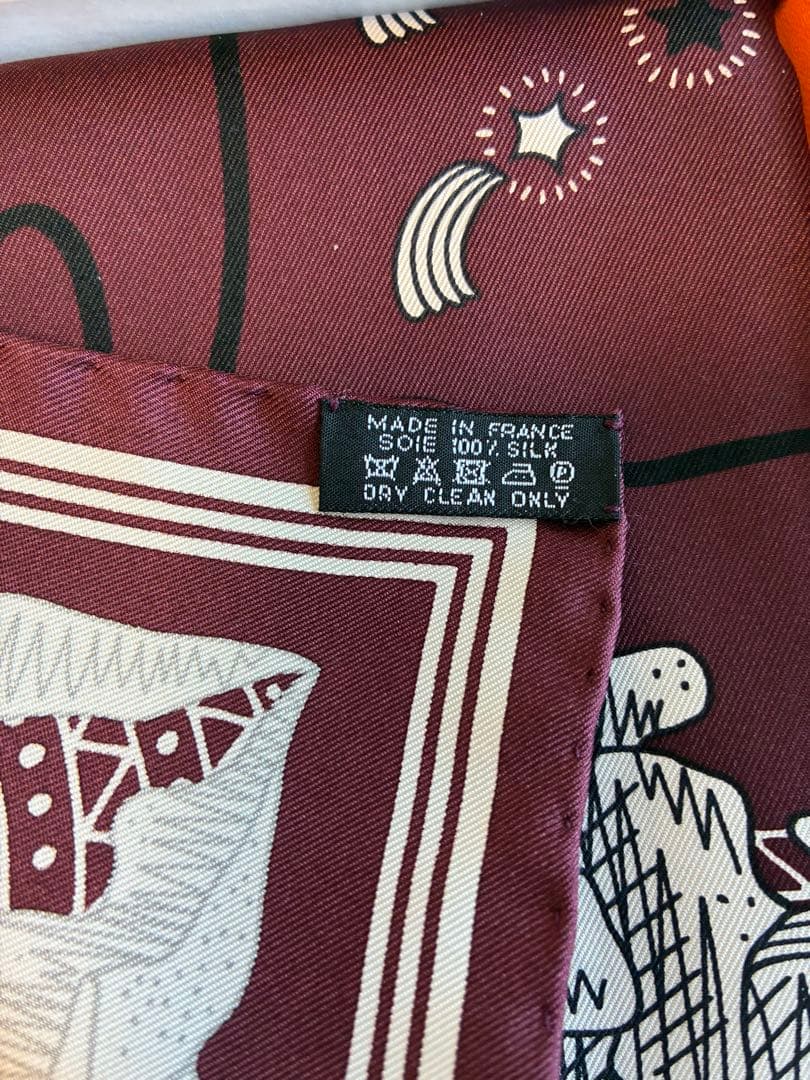 MADE IN FRANCE
SOIE 100% SILK
P
DRY CLEAN ONLY